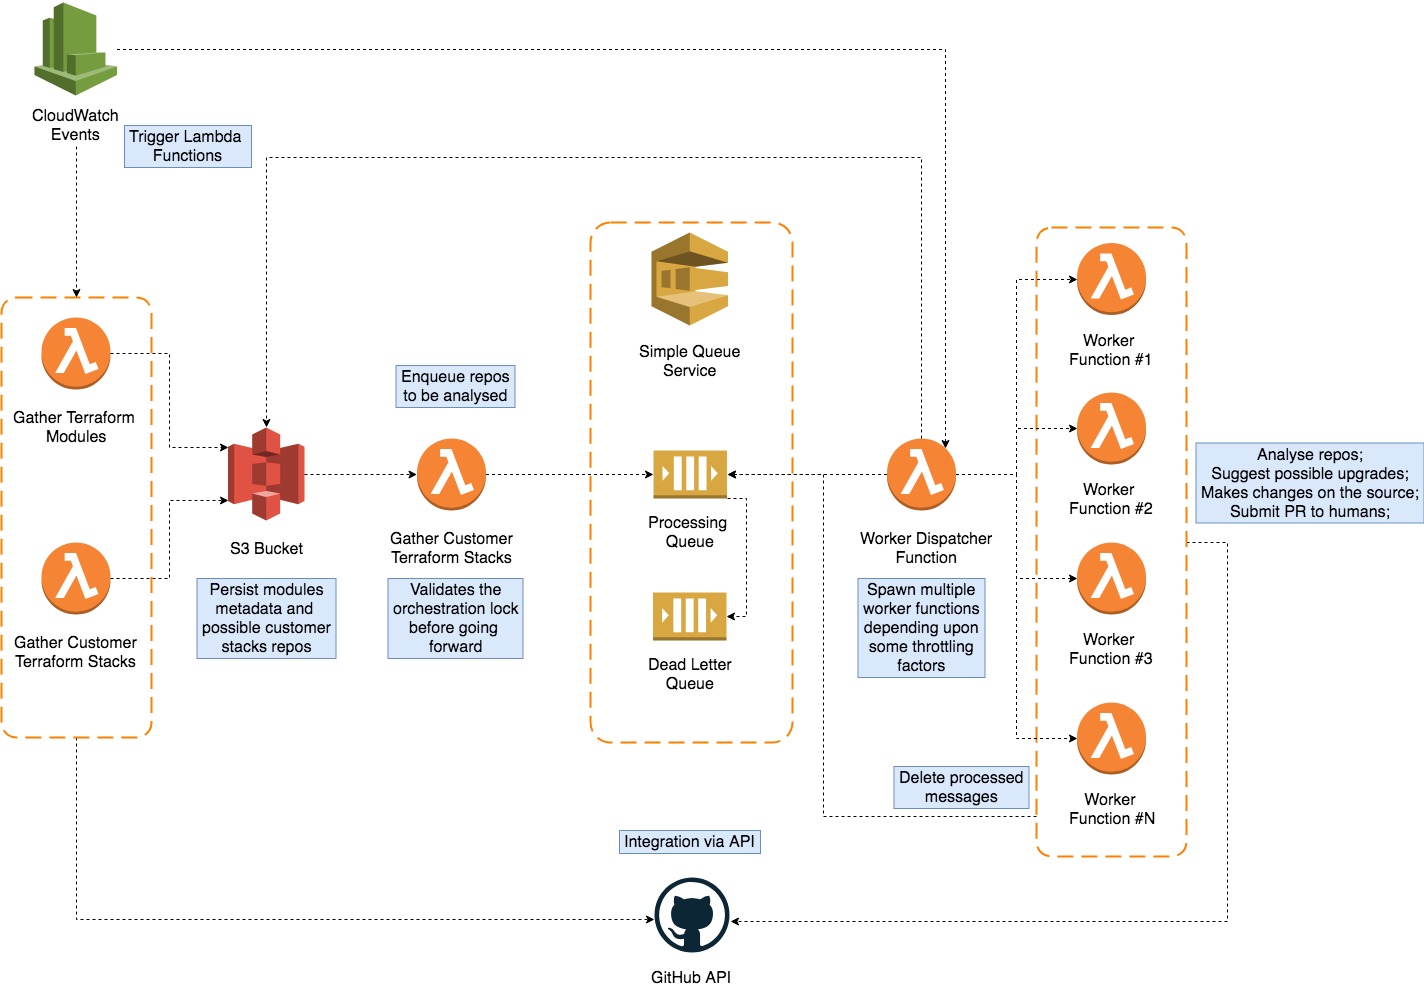 CloudWatch
Events
Trigger Lambda
Functions
Gather Terraform
Modules
Gather Customer
Terraform Stacks
S3 Bucket
Persist modules
metadata and
possible customer
stacks repos
Enqueue repos
to be analysed
Gather Customer
Terraform Stacks
Validates the
orchestration lock
before going
forward
Simple Queue
Service
Processing
Queue
Dead Letter
Queue
Worker Dispatcher
Function
Spawn multiple
worker functions
depending upon
some throttling
factors
Worker
Function #1
Worker
Function #2
Worker
Function #3
Worker
Function #N
Analyse repos;
Suggest possible upgrades;
Makes changes on the source;
Submit PR to humans;
Delete processed
messages
Integration via API
GitHub API